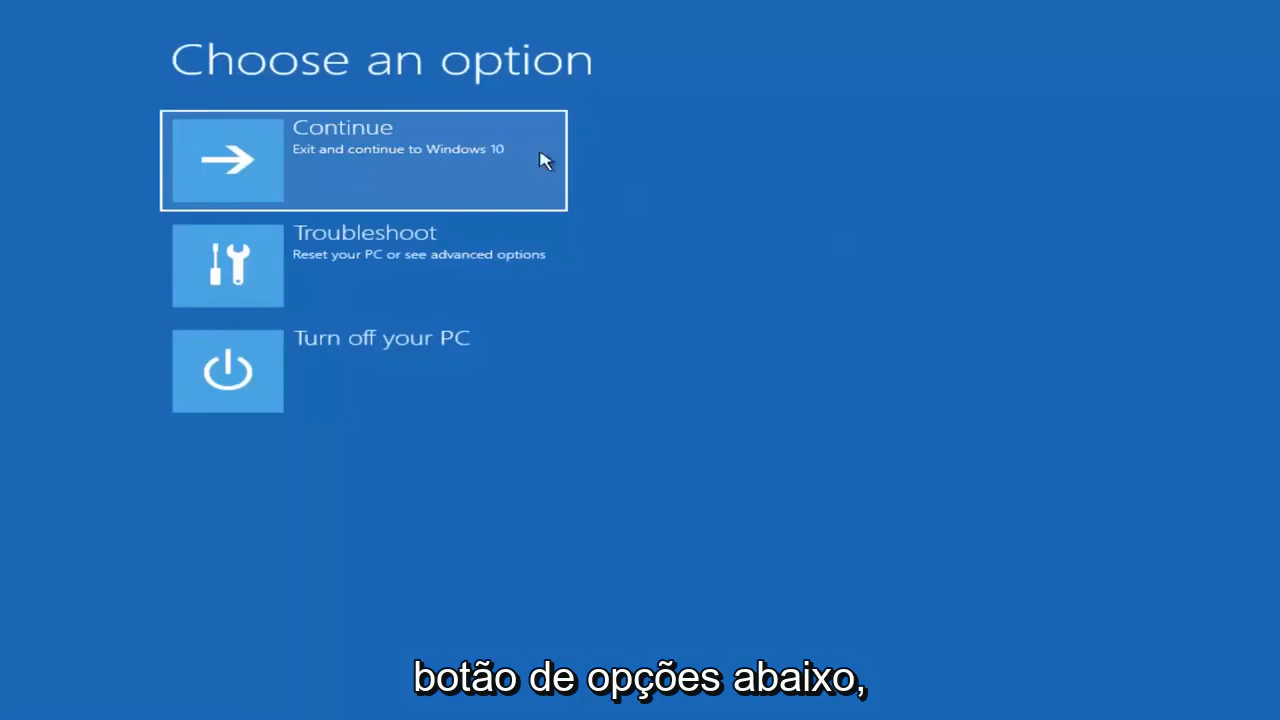 Choose an option
Continue
Exit and continue to Windows 10
Troubleshoot
Reset your PC or see advanced options
Turn off your PC
botão de opções abaixo,